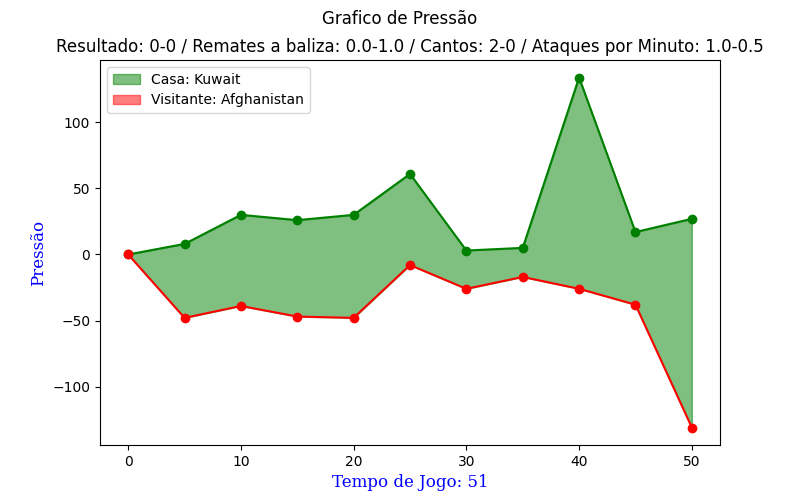 Grafico de Pressão
Resultado: 0-0 / Remates a baliza: 0.0-1.0 / Cantos: 2-0 / Ataques por Minuto: 1.0-0.5
Casa: Kuwait
Visitante: Afghanistan
Pressão
100
50
0
−50
−100
0 10 20 30 40 50
Tempo de Jogo: 51